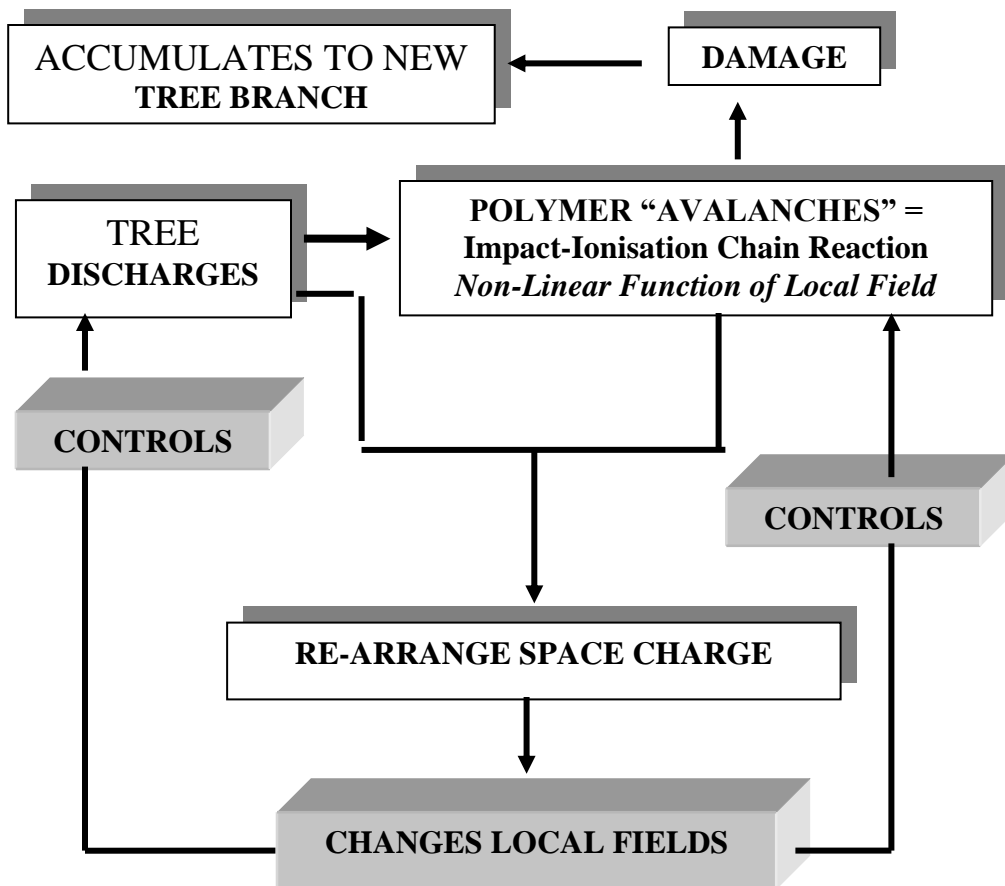 ACCUMULATES TO NEW
TREE BRANCH
DAMAGE
TREE
DISCHARGES
POLYMER “AVALANCHES” =
Impact-Ionisation Chain Reaction
Non-Linear Function of Local Field
CONTROLS
CONTROLS
RE-ARRANGE SPACE CHARGE
CHANGES LOCAL FIELDS